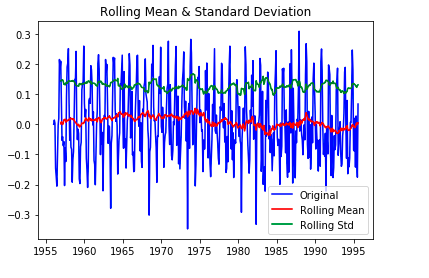 Rolling Mean & Standard Deviation
0.3
0.2
0.1
0.0
−0.1
−0.2
−0.3
1955 1960 1965 1970 1975 1980 1985 1990 1995
Original
Rolling Mean
Rolling Std